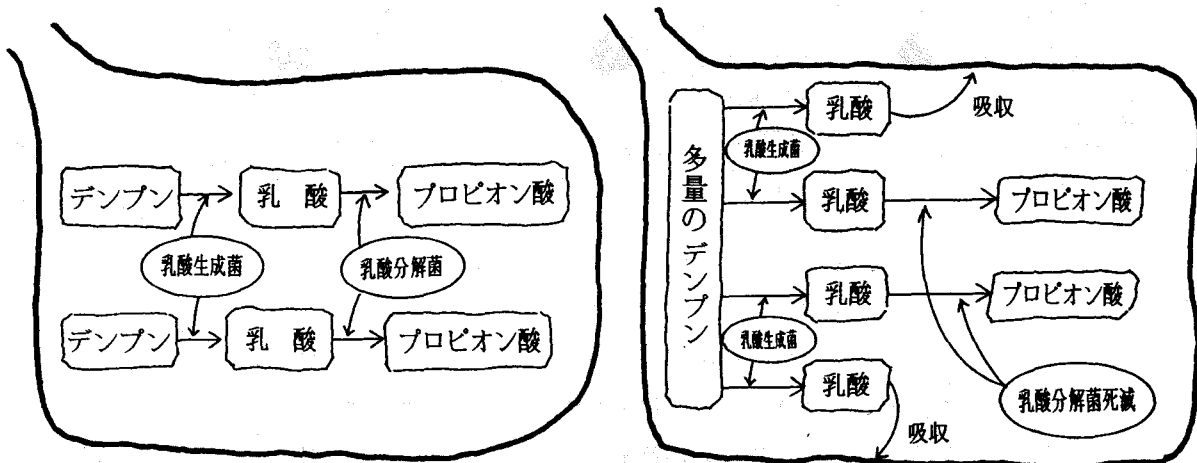 デンプン
乳 酸
プロピオン酸
乳酸生成菌
乳酸分解菌
デンプン
乳 酸
プロピオン酸
多量のデンプン
乳酸
吸収
乳酸生成菌
乳酸
プロピオン酸
乳酸
プロピオン酸
乳酸生成菌
乳酸
乳酸分解菌死滅
吸収